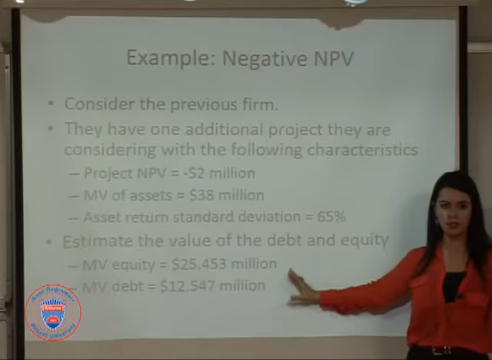 Example: Negative NPV
• Consider the previous firm.
• They have one additional project they are
considering with the following characteristics
– Project NPV = -$2 million
– MV of assets = $38 million
– Asset return standard deviation = 65%
• Estimate the value of the debt and equity
– MV equity = $25.453 million
– MV debt = $12.547 million